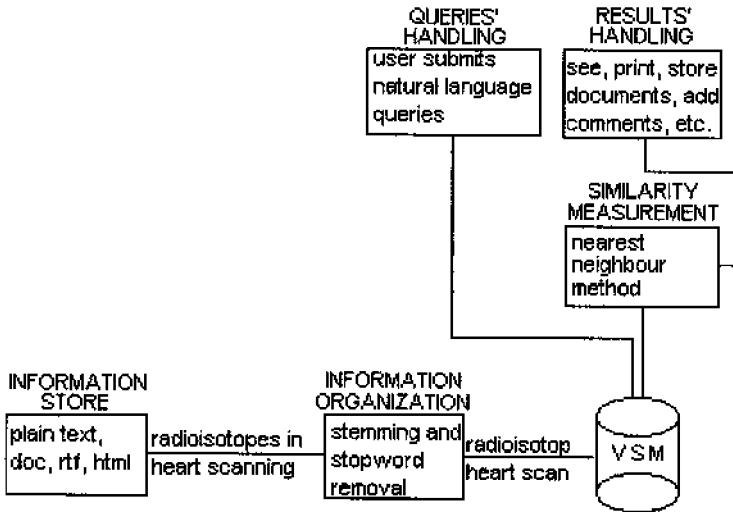 QUERIES'
HANDLING
user submits
natural language
queries
RESULTS'
HANDLING
see, print, store
documents, add
comments, etc.
SIMILARITY
MEASUREMENT
nearest
neighbour
method
INFORMATION
STORE
plain text,
doc, rtf, html
radioisotopes in
heart scanning
INFORMATION
ORGANIZATION
stemming and
stopword
removal
radioisotop
heart scan
VSM